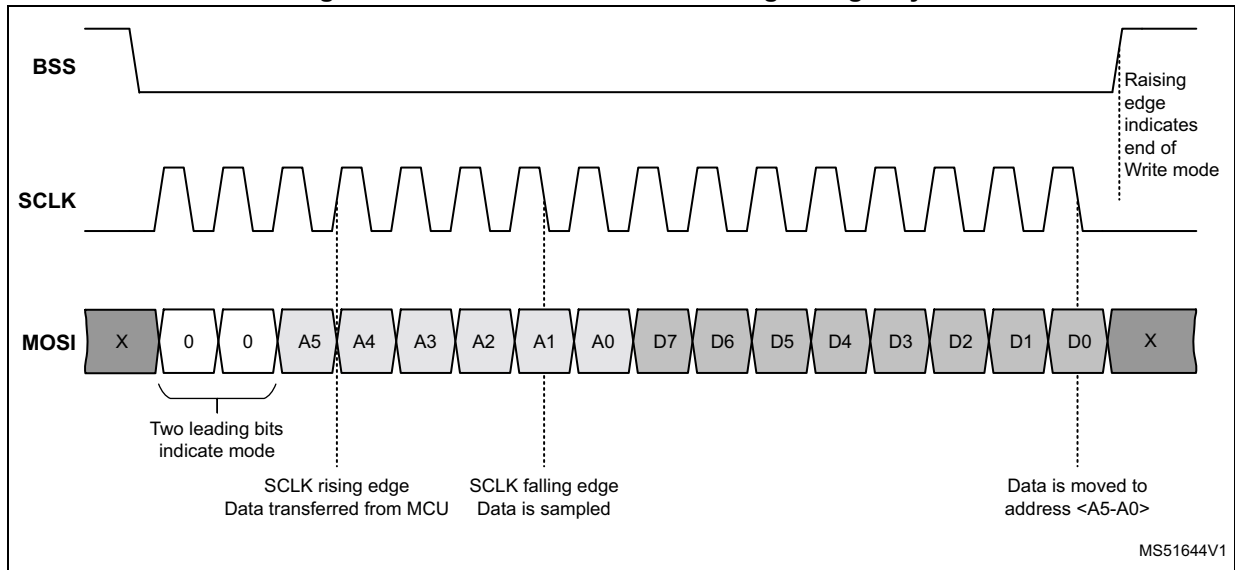 BSS
Raising
edge
indicates
end of
Write mode
SCLK
MOSI
X 0 0 A5 A4 A3 A2 A1 A0 D7 D6 D5 D4 D3 D2 D1 D0 X
Two leading bits
indicate mode
SCLK rising edge
Data transferred from MCU
SCLK falling edge
Data is sampled
Data is moved to
address <A5-A0>
MS51644V1